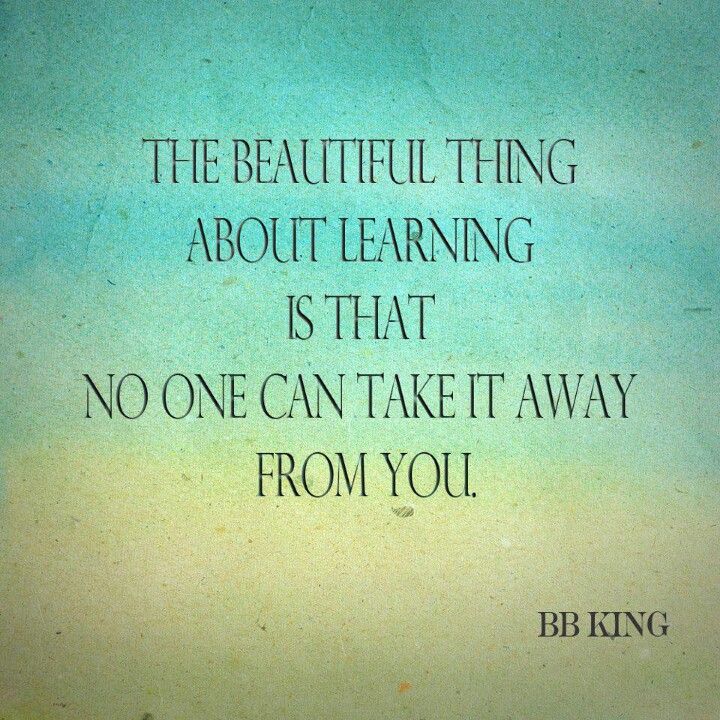 THE BEAUTIFUL THING
ABOUT LEARNING
IS THAT
NO ONE CAN TAKE IT AWAY
FROM YOU.
BB KING